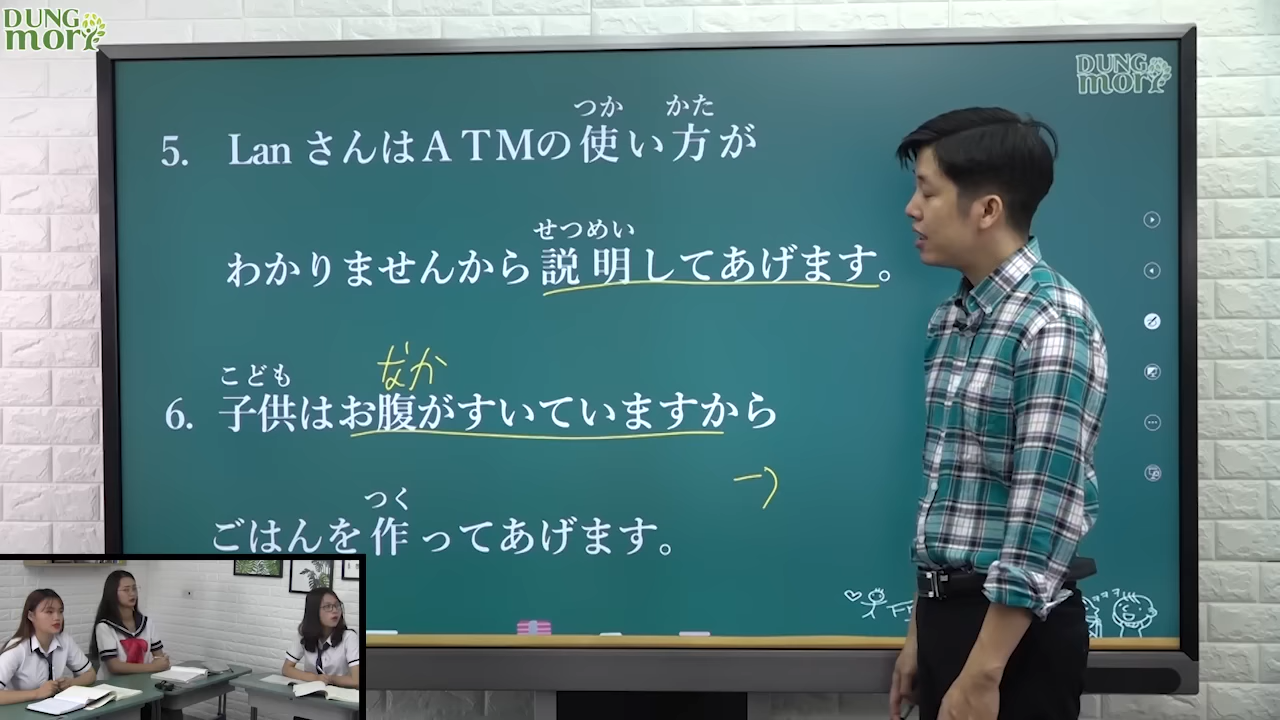 DUNG
mori
DUNG
mori
つか かた
5. Lan さんはＡＴＭの使い方が
せつめい
わかりませんから説明してあげます。
なか
こども
6. 子供はお腹がすいていますから
つく
ごはんを作ってあげます。